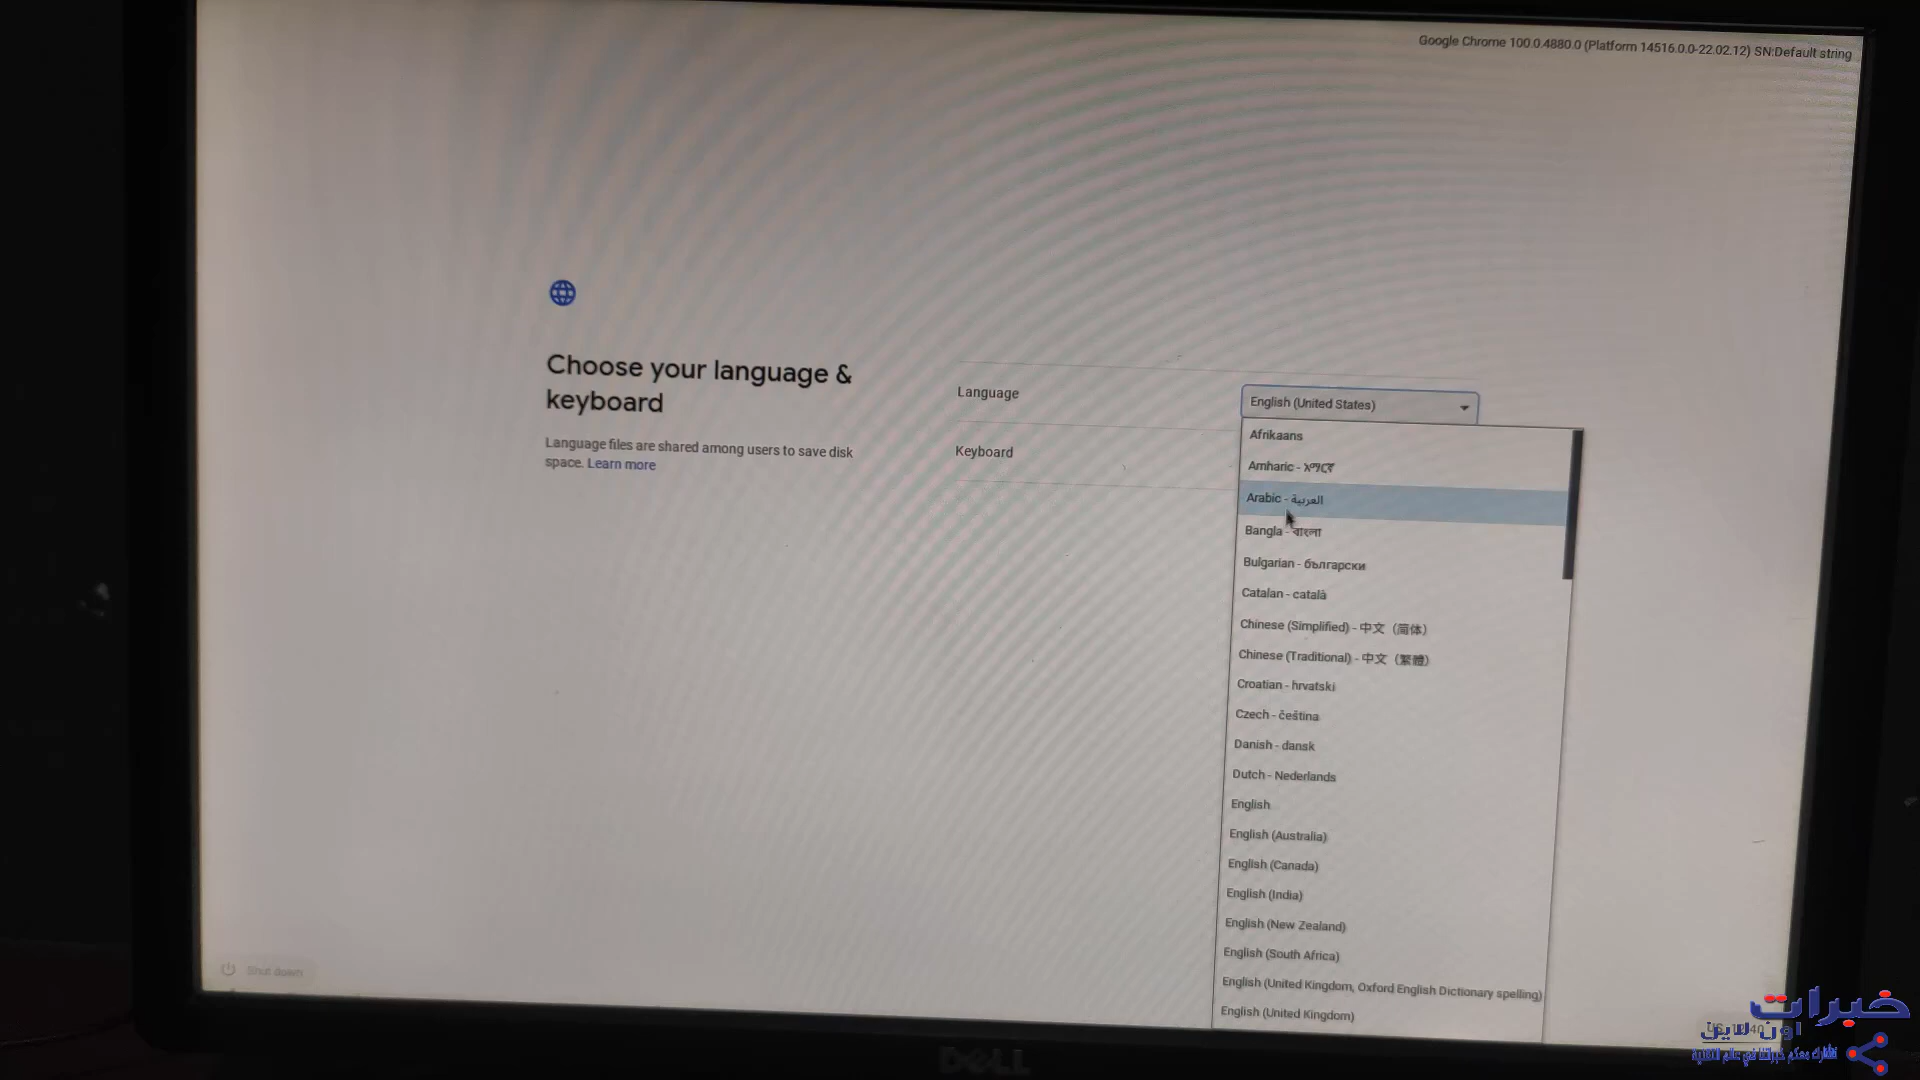 Google Chrome 100.0.4880.0 (Platform 14516.0.0-22.02.12) SN:Default string
Choose your language &
keyboard
Language files are shared among users to save disk
space. Learn more
Language
English (United States)
Keyboard
Afrikaans
Amharic - አማርኛ
Arabic - العربية
Bangla - বাংলা
Bulgarian - български
Catalan - català
Chinese (Simplified) - 中文（简体）
Chinese (Traditional) - 中文（繁體）
Croatian - hrvatski
Czech - čeština
Danish - dansk
Dutch - Nederlands
English
English (Australia)
English (Canada)
English (India)
English (New Zealand)
English (South Africa)
English (United Kingdom, Oxford English Dictionary spelling)
English (United Kingdom)
Shut down
DELL
خبرات
اون لاين